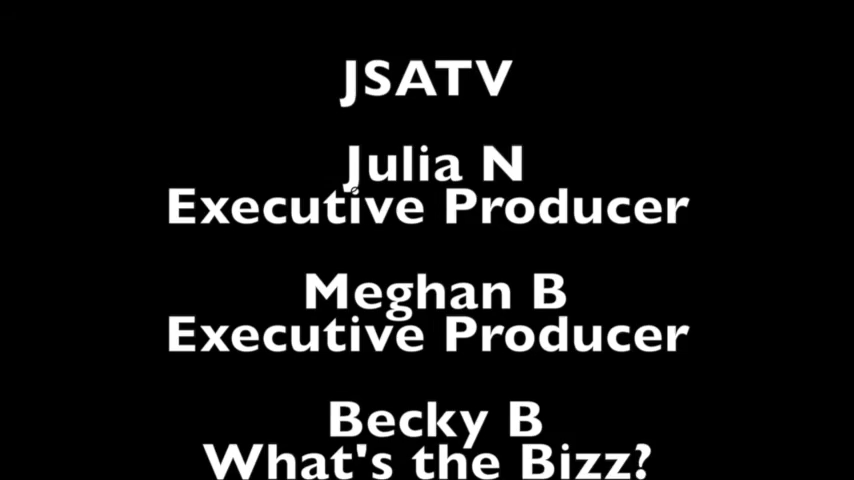 JSATV
Julia N
Executive Producer
Meghan B
Executive Producer
Becky B
What's the Bizz?